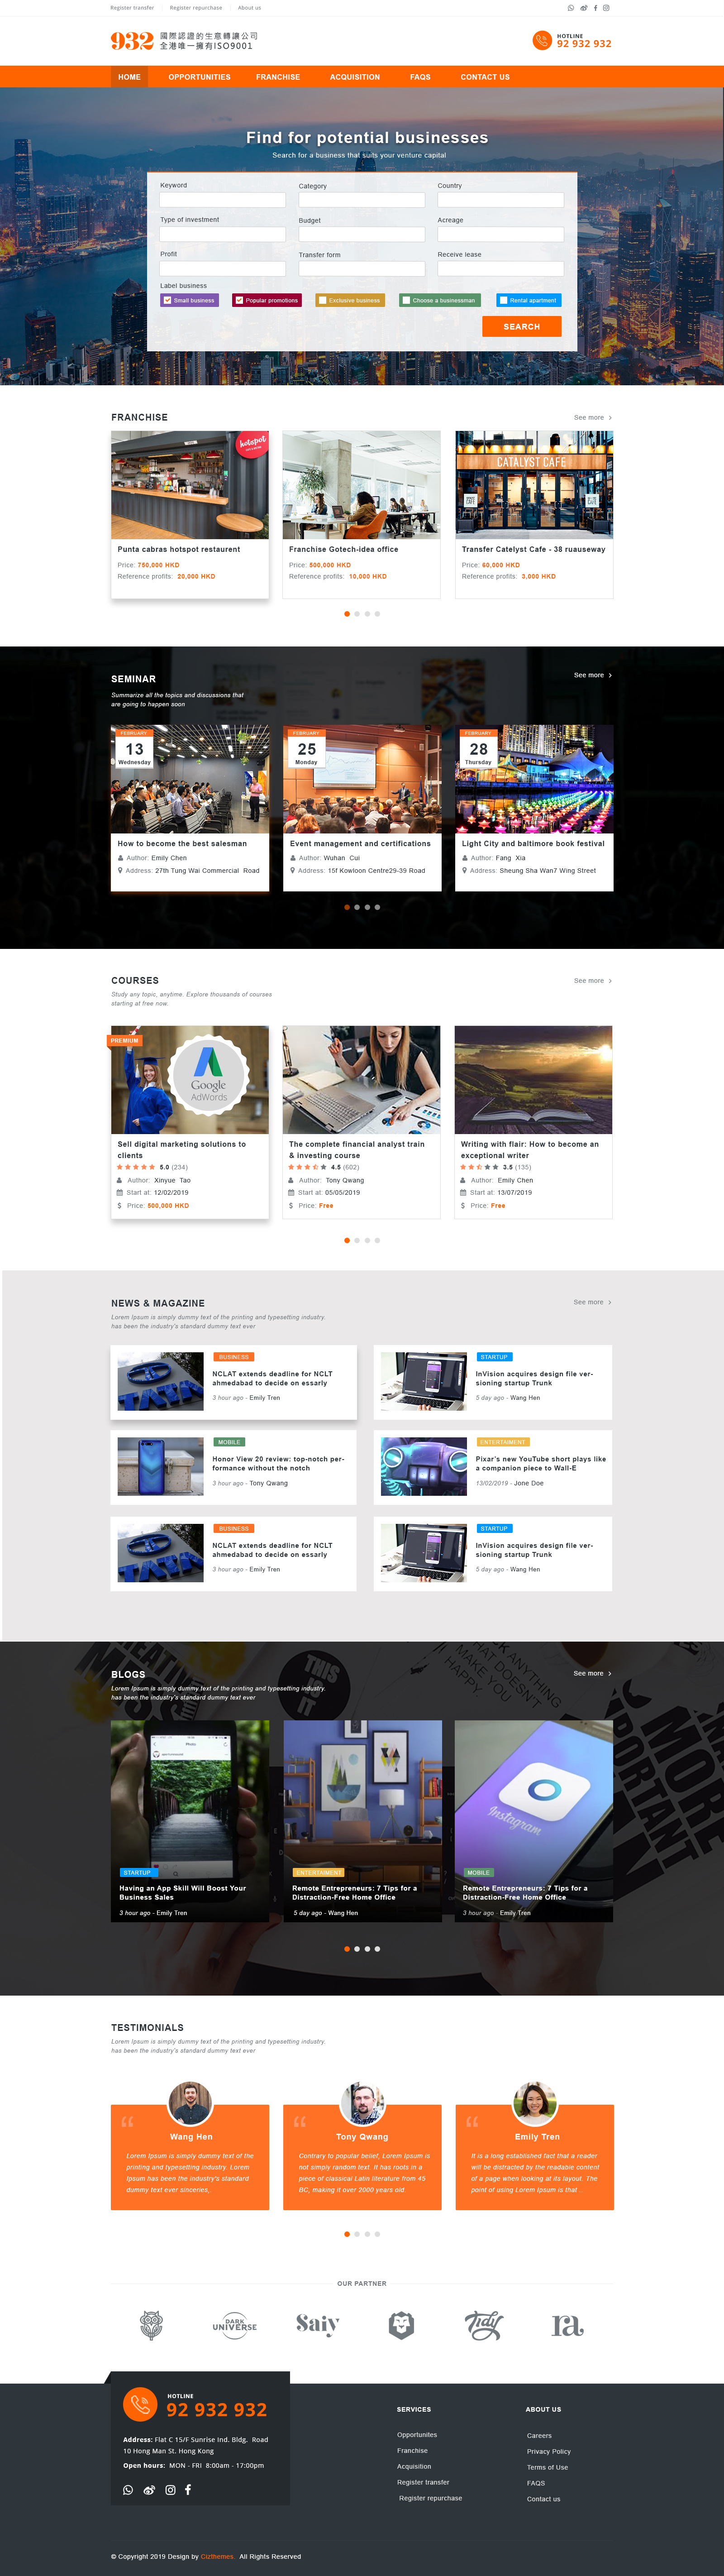 Register transfer Register repurchase About us
932 國際認證的生意轉讓公司
全港唯一擁有ISO9001
HOTLINE
92 932 932
HOME OPPORTUNITIES FRANCHISE ACQUISITION FAQS CONTACT US
Find for potential businesses
Search for a business that suits your venture capital
Keyword Category Country
Type of investment Budget Acreage
Profit Transfer form Receive lease
Label business
Small business Popular promotions Exclusive business Choose a businessman Rental apartment
SEARCH
FRANCHISE See more
hotspot
CATALYST CAFE
Punta cabras hotspot restaurent
Price: 750,000 HKD
Reference profits: 20,000 HKD
Franchise Gotech-idea office
Price: 500,000 HKD
Reference profits: 10,000 HKD
Transfer Catelyst Cafe - 38 ruauseway
Price: 60,000 HKD
Reference profits: 3,000 HKD
SEMINAR See more
Summarize all the topics and discussions that
are going to happen soon
FEBRUARY
13
Wednesday
How to become the best salesman
Author: Emily Chen
Address: 27th Tung Wai Commercial Road
FEBRUARY
25
Monday
Event management and certifications
Author: Wuhan Cui
Address: 15f Kowloon Centre29-39 Road
FEBRUARY
28
Thursday
Light City and baltimore book festival
Author: Fang Xia
Address: Sheung Sha Wan7 Wing Street
COURSES See more
Study any topic, anytime. Explore thousands of courses
starting at free now.
PREMIUM
Google
AdWords
Sell digital marketing solutions to
clients
5.0 (234)
Author: Xinyue Tao
Start at: 12/02/2019
Price: 500,000 HKD
The complete financial analyst train
& investing course
4.5 (602)
Author: Tony Qwang
Start at: 05/05/2019
Price: Free
Writing with flair: How to become an
exceptional writer
3.5 (135)
Author: Emily Chen
Start at: 13/07/2019
Price: Free
NEWS & MAGAZINE See more
Lorem Ipsum is simply dummy text of the printing and typesetting industry.
has been the industry's standard dummy text ever
TATA
BUSINESS
NCLAT extends deadline for NCLT
ahmedabad to decide on essarly
3 hour ago - Emily Tren
STARTUP
InVision acquires design file ver-
sioning startup Trunk
5 day ago - Wang Hen
MOBILE
Honor View 20 review: top-notch per-
formance without the notch
3 hour ago - Tony Qwang
ENTERTAIMENT
Pixar's new YouTube short plays like
a companion piece to Wall-E
13/02/2019 - Jone Doe
TATA
BUSINESS
NCLAT extends deadline for NCLT
ahmedabad to decide on essarly
3 hour ago - Emily Tren
STARTUP
InVision acquires design file ver-
sioning startup Trunk
5 day ago - Wang Hen
BLOGS See more
Lorem Ipsum is simply dummy text of the printing and typesetting industry.
has been the industry's standard dummy text ever
Photo
STARTUP
Having an App Skill Will Boost Your
Business Sales
3 hour ago - Emily Tren
ENTERTAIMENT
Remote Entrepreneurs: 7 Tips for a
Distraction-Free Home Office
5 day ago - Wang Hen
Instagram
MOBILE
Remote Entrepreneurs: 7 Tips for a
Distraction-Free Home Office
3 hour ago - Emily Tren
TESTIMONIALS
Lorem Ipsum is simply dummy text of the printing and typesetting industry.
has been the industry's standard dummy text ever
Wang Hen
Lorem Ipsum is simply dummy text of the
printing and typesetting industry. Lorem
Ipsum has been the industry's standard
dummy text ever sinceries,
Tony Qwang
Contrary to popular belief, Lorem Ipsum is
not simply random text. It has roots in a
piece of classical Latin literature from 45
BC, making it over 2000 years old.
Emily Tren
It is a long established fact that a reader
will be distracted by the readable content
of a page when looking at its layout. The
point of using Lorem Ipsum is that
OUR PARTNER
DARK
UNIVERSE
Saiy
Tidy
ra
HOTLINE
92 932 932
Address: Flat C 15/F Sunrise Ind. Bldg, Road
10 Hong Man St. Hong Kong
Open hours: MON - FRI 8:00am - 17:00pm
SERVICES
Opportunites
Franchise
Acquisition
Register transfer
Register repurchase
ABOUT US
Careers
Privacy Policy
Terms of Use
FAQS
Contact us
© Copyright 2019 Design by Cizthemes. All Rights Reserved